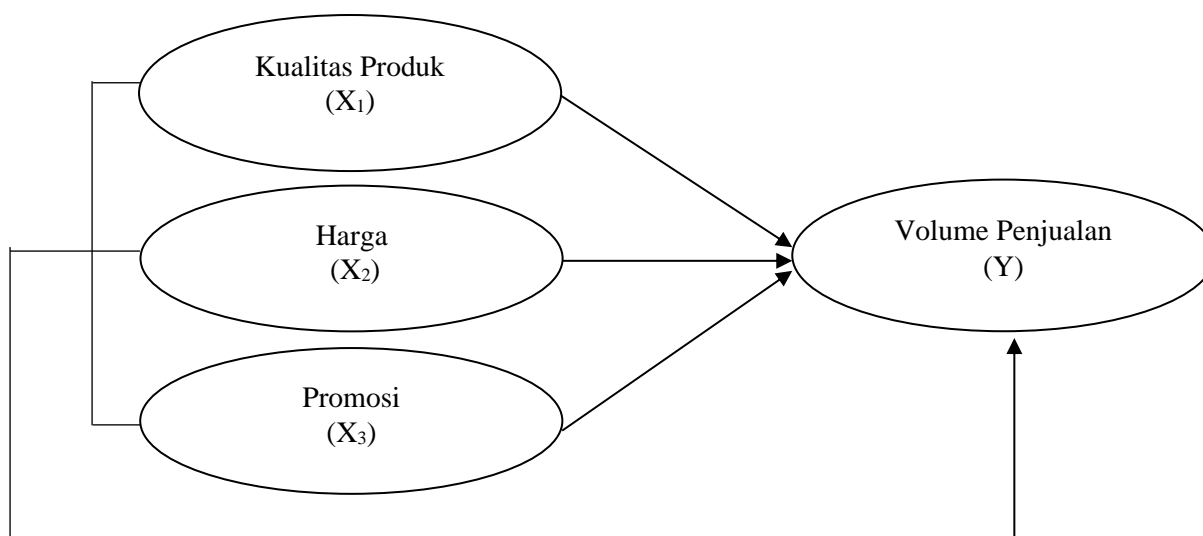 Kualitas Produk
(X₁)
Harga
(X₂)
Volume Penjualan
(Y)
Promosi
(X₃)